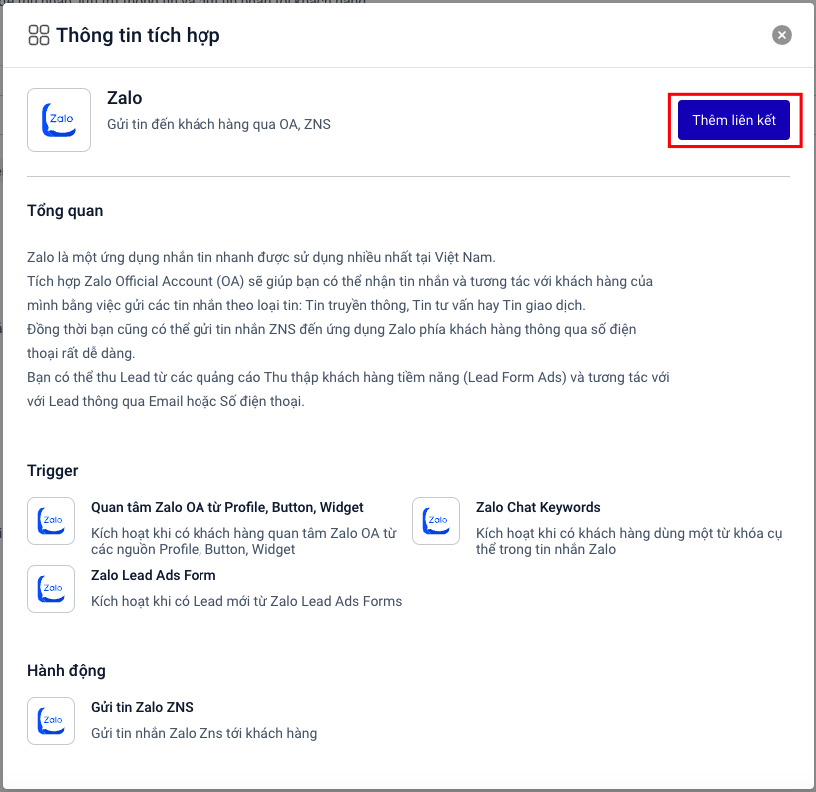 Thông tin tích hợp
Zalo
Zalo
Gửi tin đến khách hàng qua OA, ZNS
Thêm liên kết
Tổng quan
Zalo là một ứng dụng nhắn tin nhanh được sử dụng nhiều nhất tại Việt Nam.
Tích hợp Zalo Official Account (OA) sẽ giúp bạn có thể nhận tin nhắn và tương tác với khách hàng của
mình bằng việc gửi các tin nhắn theo loại tin: Tin truyền thông, Tin tư vấn hay Tin giao dịch.
Đồng thời bạn cũng có thể gửi tin nhắn ZNS đến ứng dụng Zalo phía khách hàng thông qua số điện
thoại rất dễ dàng.
Bạn có thể thu Lead từ các quảng cáo Thu thập khách hàng tiềm năng (Lead Form Ads) và tương tác với
với Lead thông qua Email hoặc Số điện thoại.
Trigger
Zalo
Quan tâm Zalo OA từ Profile, Button, Widget
Kích hoạt khi có khách hàng quan tâm Zalo OA từ
các nguồn Profile, Button, Widget
Zalo
Zalo Chat Keywords
Kích hoạt khi có khách hàng dùng một từ khóa cụ
thể trong tin nhắn Zalo
Zalo
Zalo Lead Ads Form
Kích hoạt khi có Lead mới từ Zalo Lead Ads Forms
Hành động
Zalo
Gửi tin Zalo ZNS
Gửi tin nhắn Zalo Zns tới khách hàng